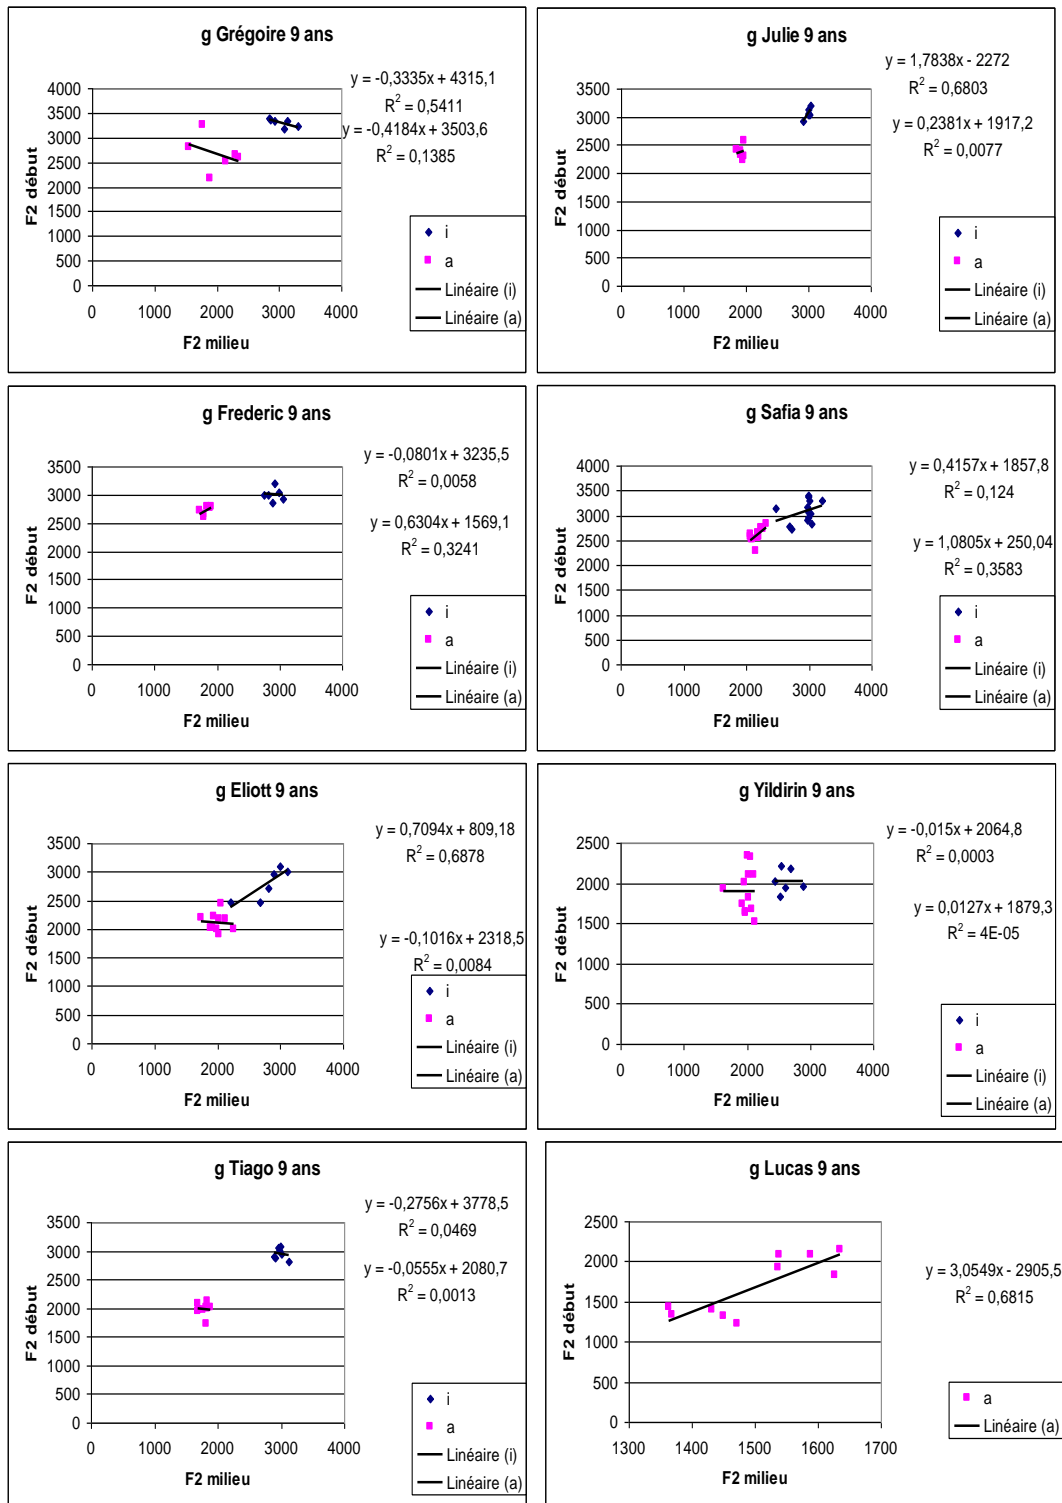 g Grégoire 9 ans
y = -0,3335x + 4315,1
R² = 0,5411
y = -0,4184x + 3503,6
R² = 0,1385
F2 début
4000
3500
3000
2500
2000
1500
1000
500
0
0 1000 2000 3000 4000
F2 milieu
i
a
Linéaire (i)
Linéaire (a)
g Julie 9 ans
y = 1,7838x - 2272
R² = 0,6803
y = 0,2381x + 1917,2
R² = 0,0077
F2 début
3500
3000
2500
2000
1500
1000
500
0
0 1000 2000 3000 4000
F2 milieu
i
a
Linéaire (i)
Linéaire (a)
g Frederic 9 ans
y = -0,0801x + 3235,5
R² = 0,0058
y = 0,6304x + 1569,1
R² = 0,3241
F2 début
3500
3000
2500
2000
1500
1000
500
0
0 1000 2000 3000 4000
F2 milieu
i
a
Linéaire (i)
Linéaire (a)
g Safia 9 ans
y = 0,4157x + 1857,8
R² = 0,124
y = 1,0805x + 250,04
R² = 0,3583
F2 début
4000
3500
3000
2500
2000
1500
1000
500
0
0 1000 2000 3000 4000
F2 milieu
i
a
Linéaire (i)
Linéaire (a)
g Eliott 9 ans
y = 0,7094x + 809,18
R² = 0,6878
y = -0,1016x + 2318,5
R² = 0,0084
F2 début
3500
3000
2500
2000
1500
1000
500
0
0 1000 2000 3000 4000
F2 milieu
i
a
Linéaire (i)
Linéaire (a)
g Yildirin 9 ans
y = -0,015x + 2064,8
R² = 0,0003
y = 0,0127x + 1879,3
R² = 4E-05
F2 début
2500
2000
1500
1000
500
0
0 1000 2000 3000 4000
F2 milieu
i
a
Linéaire (i)
Linéaire (a)
g Tiago 9 ans
y = -0,2756x + 3778,5
R² = 0,0469
y = -0,0555x + 2080,7
R² = 0,0013
F2 début
3500
3000
2500
2000
1500
1000
500
0
0 1000 2000 3000 4000
F2 milieu
i
a
Linéaire (i)
Linéaire (a)
g Lucas 9 ans
y = 3,0549x - 2905,5
R² = 0,6815
F2 début
2500
2000
1500
1000
500
0
1300 1400 1500 1600 1700
F2 milieu
a
Linéaire (a)